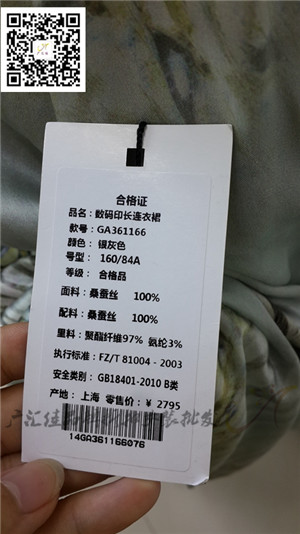 合格证
品名：数码印长连衣裙
款号：GA361166
颜色：银灰色
号型：160/84A
等级：合格品
面料：桑蚕丝 100%
配料：桑蚕丝 100%
里料：聚酯纤维97% 氨纶3%
执行标准：FZ/T 81004－2003
安全类别：GB18401-2010 B类
产地：上海 零售价：￥2795
14GA361166076